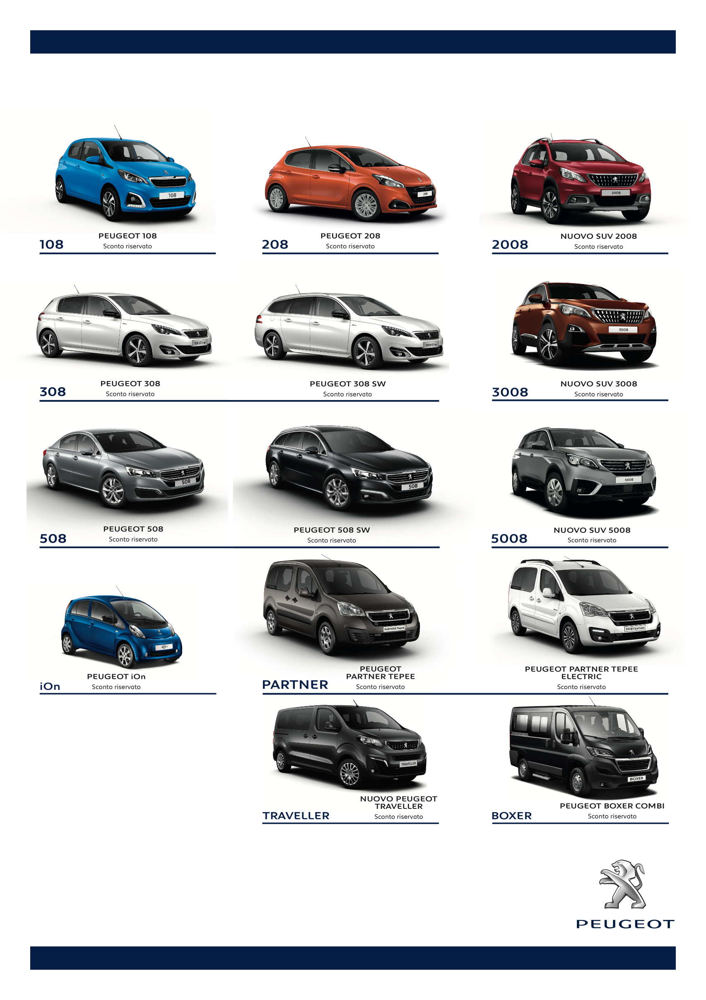 108
208
2008
PEUGEOT 108
Sconto riservato
108
PEUGEOT 208
Sconto riservato
208
NUOVO SUV 2008
Sconto riservato
2008
308 GT Line
308 SW GT Line
3008
PEUGEOT 308
Sconto riservato
308
PEUGEOT 308 SW
Sconto riservato
NUOVO SUV 3008
Sconto riservato
3008
508
508
5008
PEUGEOT 508
Sconto riservato
508
PEUGEOT 508 SW
Sconto riservato
NUOVO SUV 5008
Sconto riservato
5008
PARTNER Tepee
PARTNER Tepee Electric
iOn
PEUGEOT iOn
Sconto riservato
iOn
PEUGEOT
PARTNER TEPEE
Sconto riservato
PARTNER
PEUGEOT PARTNER TEPEE
ELECTRIC
Sconto riservato
TRAVELLER
BOXER
NUOVO PEUGEOT
TRAVELLER
Sconto riservato
TRAVELLER
PEUGEOT BOXER COMBI
Sconto riservato
BOXER
PEUGEOT